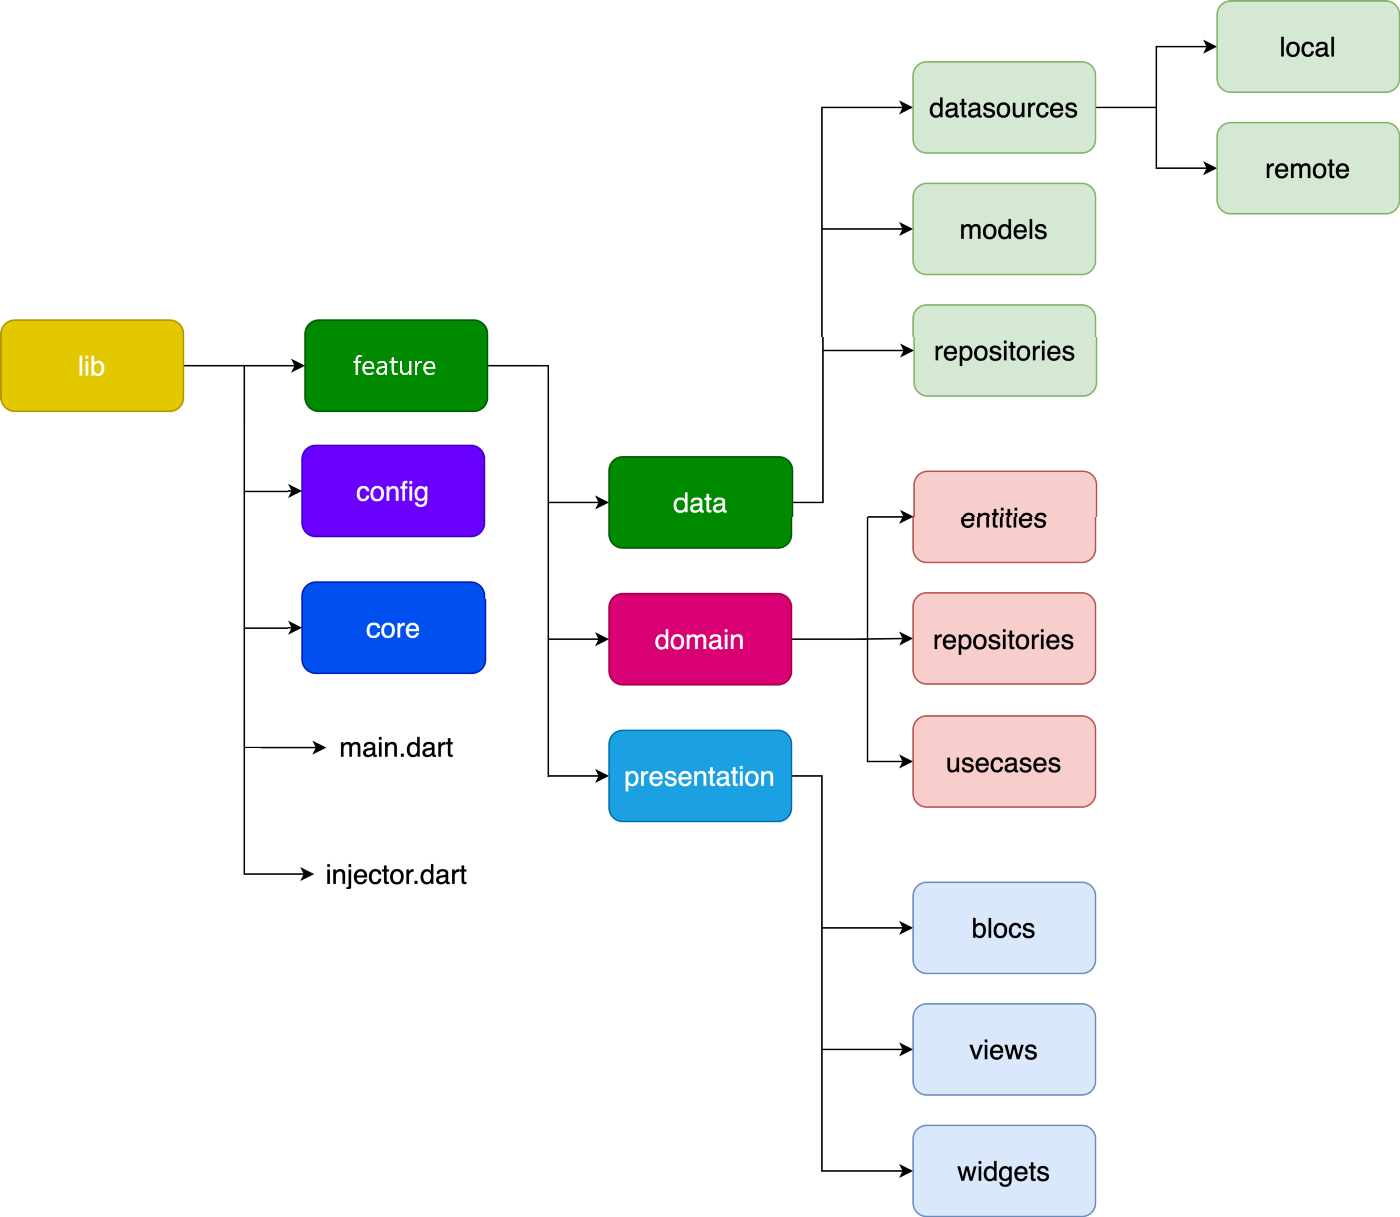 local
datasources
remote
models
repositories
lib
feature
config
data
entities
core
domain
repositories
main.dart
presentation
usecases
injector.dart
blocs
views
widgets